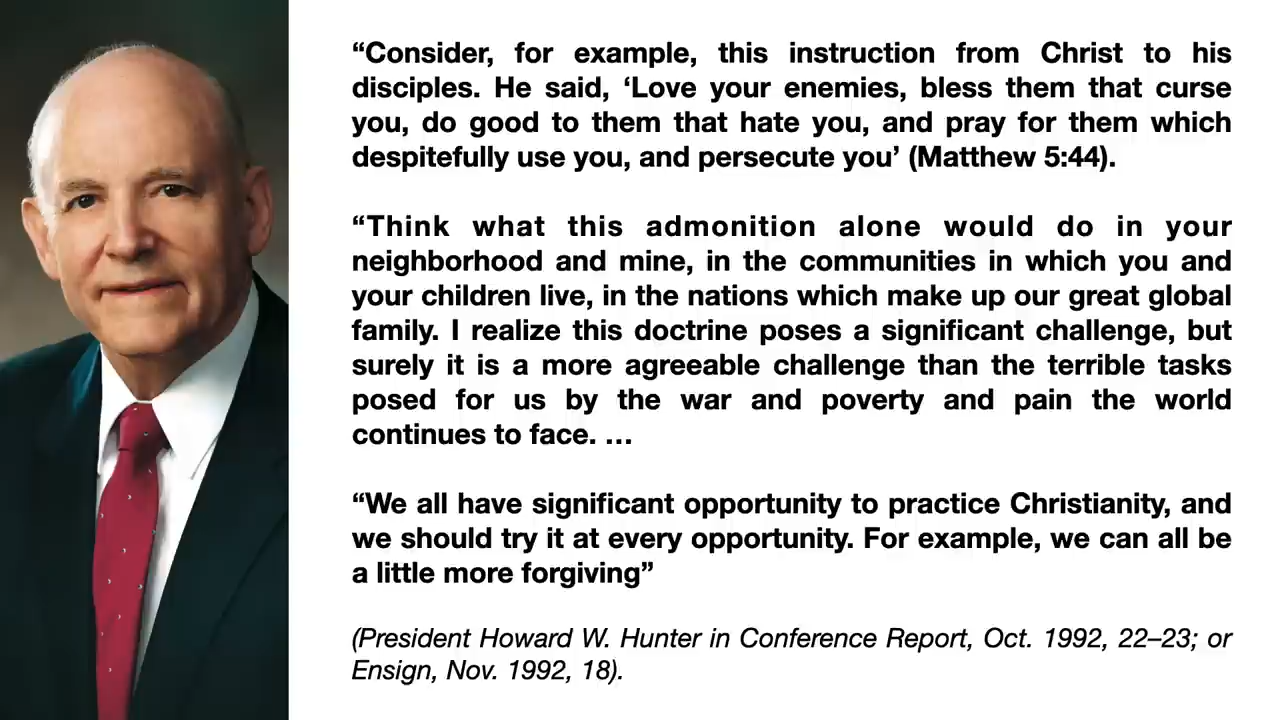 “Consider, for example, this instruction from Christ to his
disciples. He said, ‘Love your enemies, bless them that curse
you, do good to them that hate you, and pray for them which
despitefully use you, and persecute you’ (Matthew 5:44).
“Think what this admonition alone would do in your
neighborhood and mine, in the communities in which you and
your children live, in the nations which make up our great global
family. I realize this doctrine poses a significant challenge, but
surely it is a more agreeable challenge than the terrible tasks
posed for us by the war and poverty and pain the world
continues to face. …
“We all have significant opportunity to practice Christianity, and
we should try it at every opportunity. For example, we can all be
a little more forgiving”
(President Howard W. Hunter in Conference Report, Oct. 1992, 22–23; or
Ensign, Nov. 1992, 18).